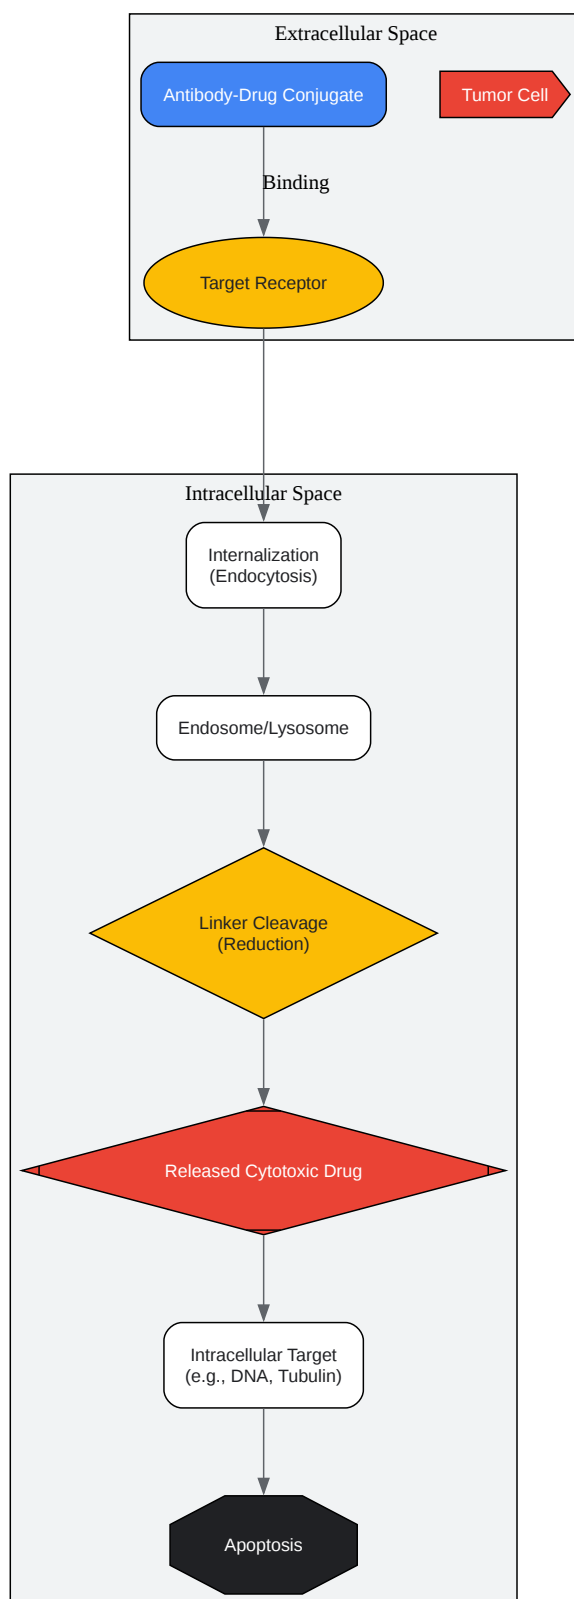 Extracellular Space
Antibody-Drug Conjugate
Tumor Cell
Binding
Target Receptor
Intracellular Space
Internalization
(Endocytosis)
Endosome/Lysosome
Linker Cleavage
(Reduction)
Released Cytotoxic Drug
Intracellular Target
(e.g., DNA, Tubulin)
Apoptosis